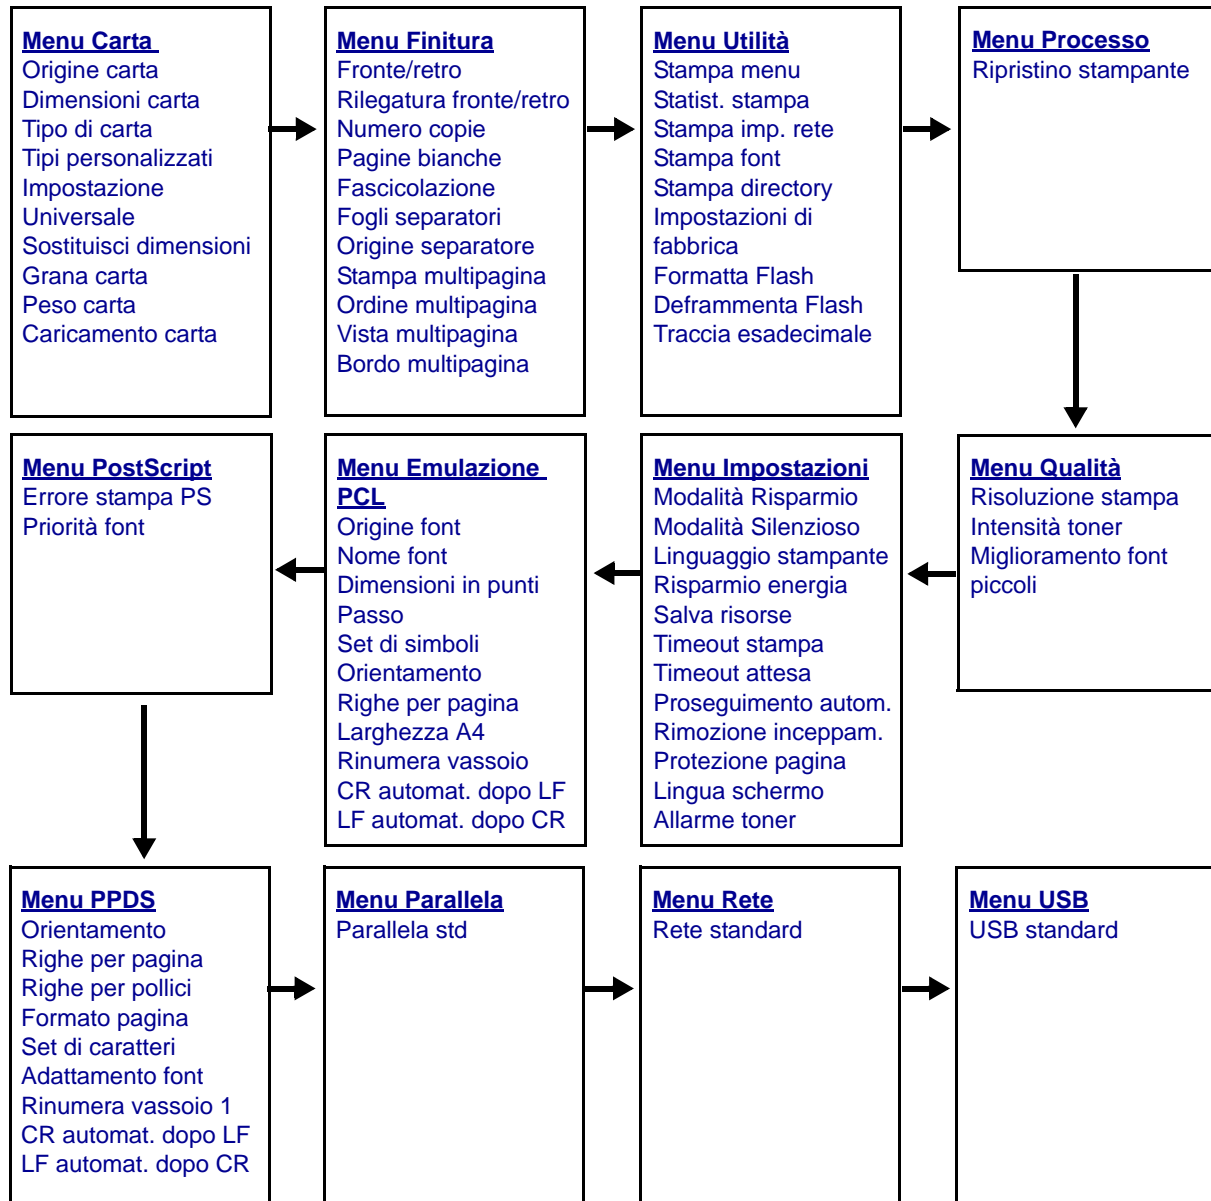 Menu Carta
Origine carta
Dimensioni carta
Tipo di carta
Tipi personalizzati
Impostazione
Universale
Sostituisci dimensioni
Grana carta
Peso carta
Caricamento carta
Menu Finitura
Fronte/retro
Rilegatura fronte/retro
Numero copie
Pagine bianche
Fascicolazione
Fogli separatori
Origine separatore
Stampa multipagina
Ordine multipagina
Vista multipagina
Bordo multipagina
Menu Utilità
Stampa menu
Statist. stampa
Stampa imp. rete
Stampa font
Stampa directory
Impostazioni di
fabbrica
Formatta Flash
Deframmenta Flash
Traccia esadecimale
Menu Processo
Ripristino stampante
Menu Qualità
Risoluzione stampa
Intensità toner
Miglioramento font
piccoli
Menu Impostazioni
Modalità Risparmio
Modalità Silenzioso
Linguaggio stampante
Risparmio energia
Salva risorse
Timeout stampa
Timeout attesa
Proseguimento autom.
Rimozione inceppam.
Protezione pagina
Lingua schermo
Allarme toner
Menu Emulazione
PCL
Origine font
Nome font
Dimensioni in punti
Passo
Set di simboli
Orientamento
Righe per pagina
Larghezza A4
Rinumera vassoio
CR automat. dopo LF
LF automat. dopo CR
Menu PostScript
Errore stampa PS
Priorità font
Menu PPDS
Orientamento
Righe per pagina
Righe per pollici
Formato pagina
Set di caratteri
Adattamento font
Rinumera vassoio 1
CR automat. dopo LF
LF automat. dopo CR
Menu Parallela
Parallela std
Menu Rete
Rete standard
Menu USB
USB standard